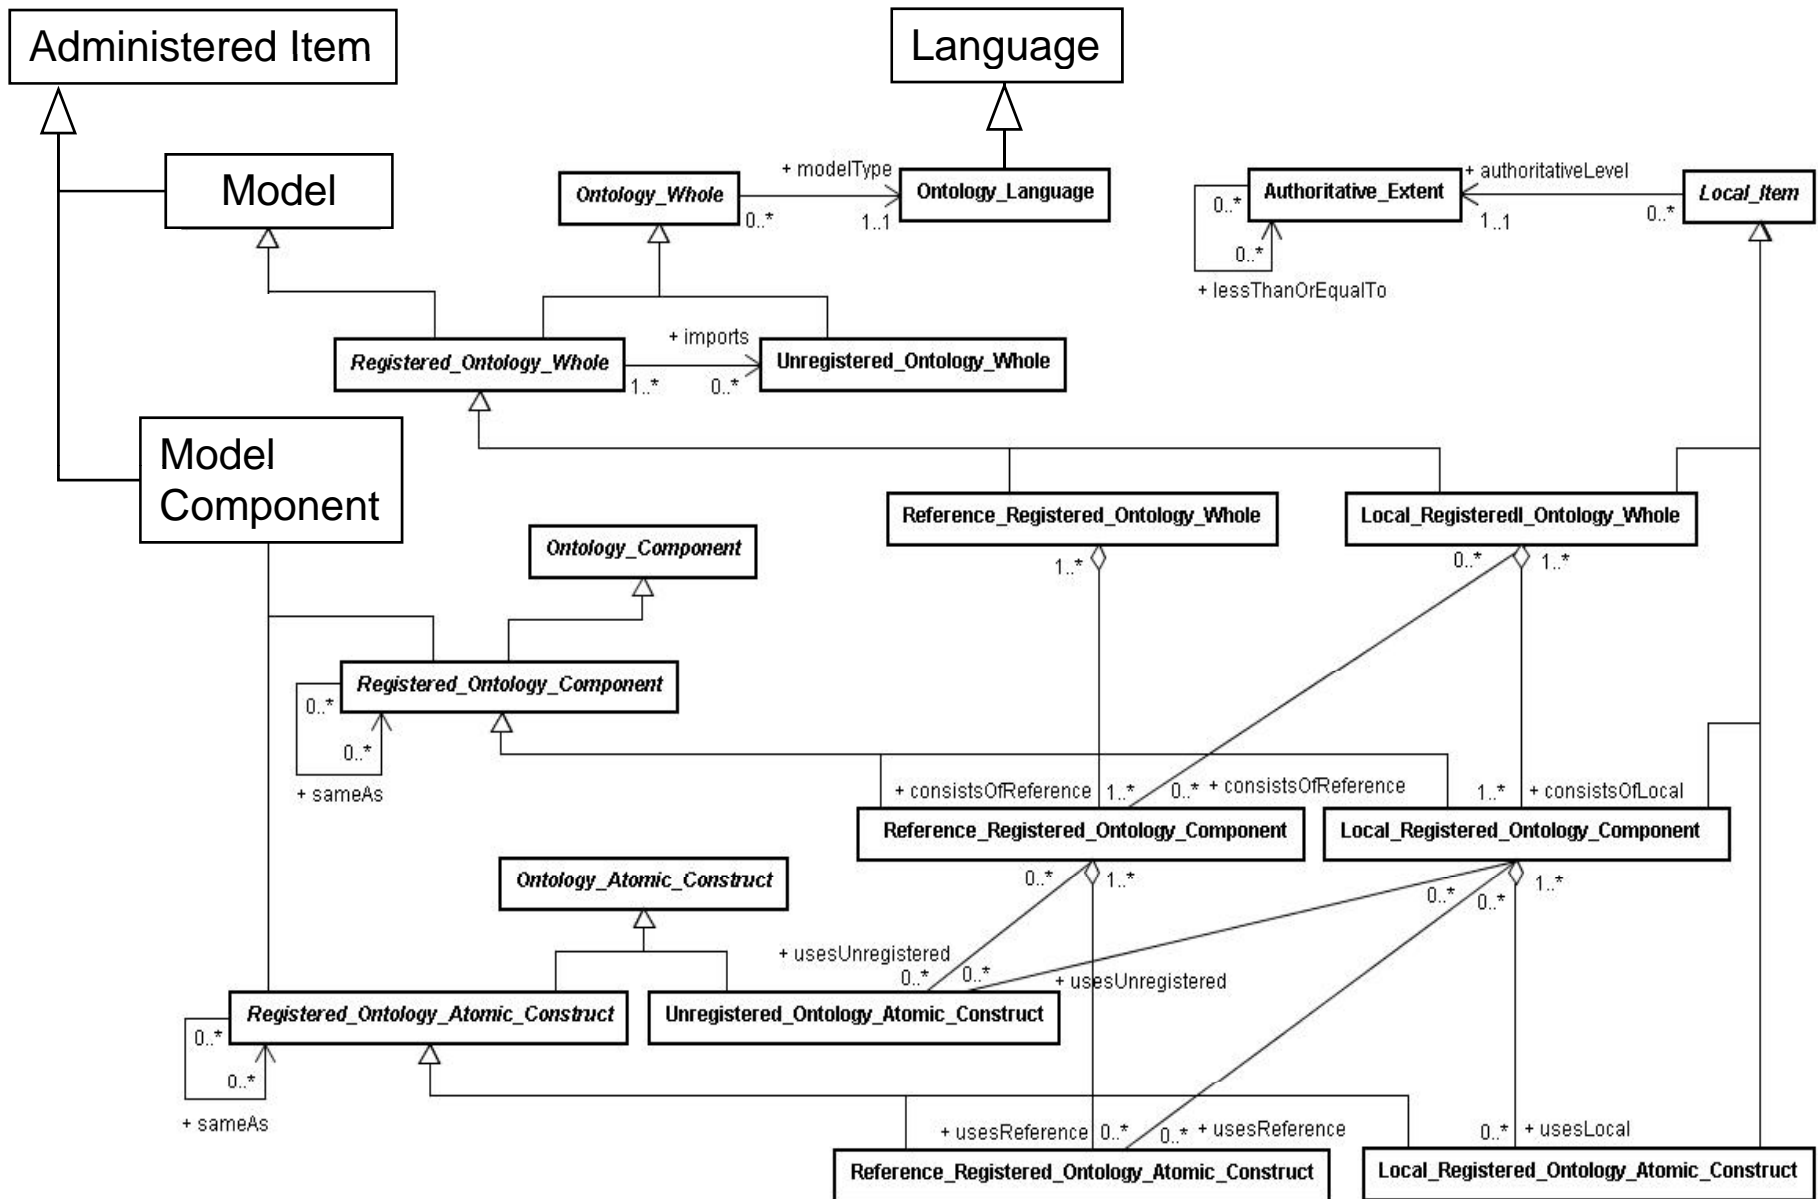 Administered Item
Language
Model
Ontology_Whole
+ modelType
0..*
1..1
Ontology_Language
Authoritative_Extent
+ authoritativeLevel
1..1
0..*
Local_Item
0..*
0..*
+ lessThanOrEqualTo
Registered_Ontology_Whole
+ imports
1..*
0..*
Unregistered_Ontology_Whole
Model
Component
Reference_Registered_Ontology_Whole
Local_Registeredl_Ontology_Whole
1..*
0..*
1..*
Ontology_Component
Registered_Ontology_Component
0..*
0..*
+ sameAs
+ consistsOfReference
1..*
0..*
+ consistsOfReference
1..*
+ consistsOfLocal
Reference_Registered_Ontology_Component
Local_Registered_Ontology_Component
Ontology_Atomic_Construct
0..*
1..*
0..*
0..*
1..*
+ usesUnregistered
0..*
0..*
+ usesUnregistered
Registered_Ontology_Atomic_Construct
Unregistered_Ontology_Atomic_Construct
0..*
0..*
+ sameAs
+ usesReference
0..*
0..*
+ usesReference
0..*
+ usesLocal
Reference_Registered_Ontology_Atomic_Construct
Local_Registered_Ontology_Atomic_Construct